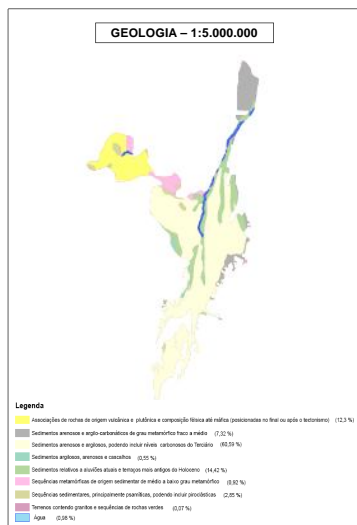 GEOLOGIA – 1:5.000.000
Legenda
Associações de rochas de origem vulcânica e plutônica e composição félsica até máfica (posicionadas no final ou após o tectonismo) (12,3 %)
Sedimentos arenosos e argilo-carbonáticos de grau metamórfico fraco a médio (7,32 %)
Sedimentos arenosos e argilosos, podendo incluir níveis carbonosos do Terciário (60,59 %)
Sedimentos argilosos, arenosos e cascalhos (0,55 %)
Sedimentos relativos a aluviões atuais e terraços mais antigos do Holoceno (14,42 %)
Sequências metamórficas de origem sedimentar de médio a baixo grau metamórfico (0,92 %)
Sequências sedimentares, principalmente psamíticas, podendo incluir piroclásticas (2,85 %)
Terrenos contendo granitos e sequências de rochas verdes (0,07 %)
Água (0,98 %)